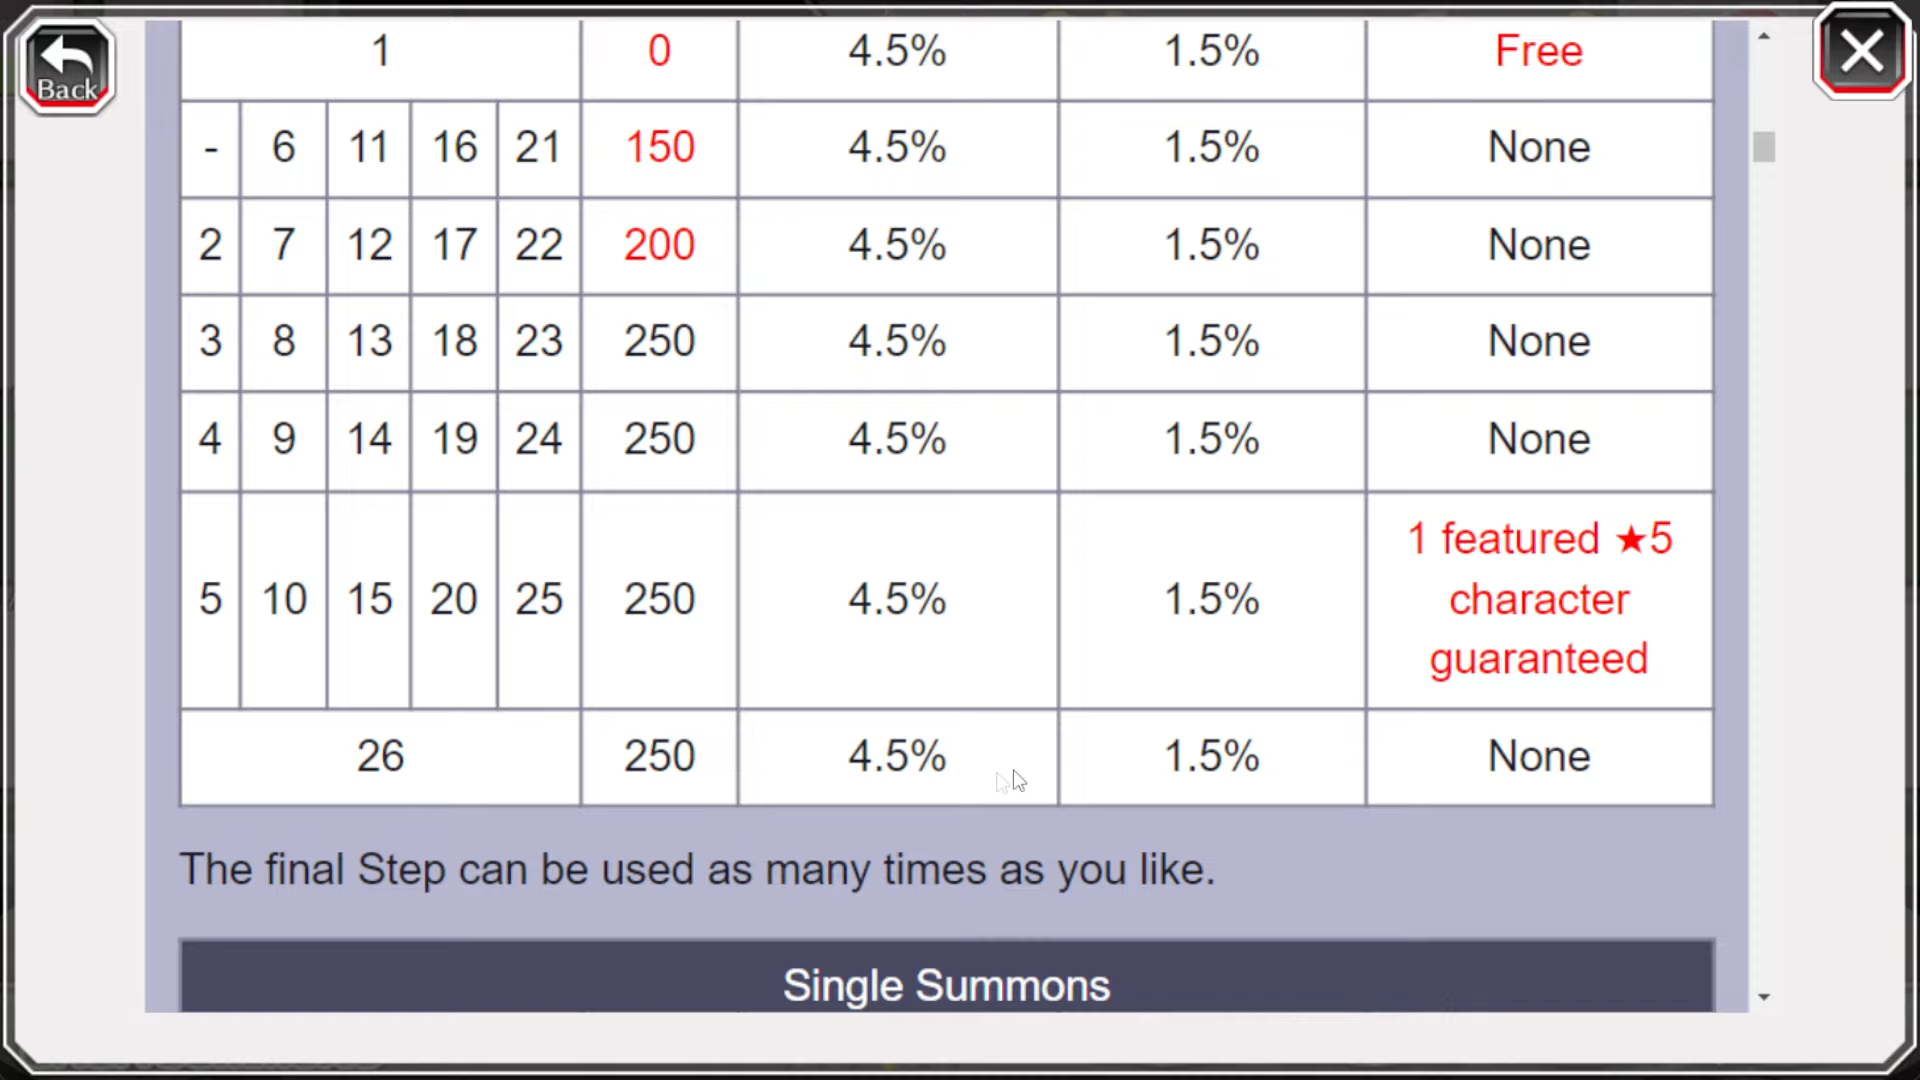 Back
1 0 4.5% 1.5% Free
- 6 11 16 21 150 4.5% 1.5% None
2 7 12 17 22 200 4.5% 1.5% None
3 8 13 18 23 250 4.5% 1.5% None
4 9 14 19 24 250 4.5% 1.5% None
5 10 15 20 25 250 4.5% 1.5% 1 featured ★5
character
guaranteed
26 250 4.5% 1.5% None
The final Step can be used as many times as you like.
Single Summons